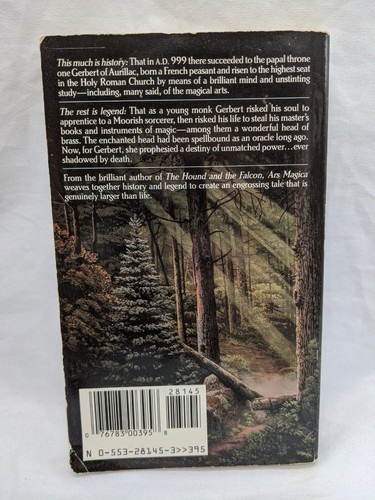 This much is history: That in A.D. 999 there succeeded to the papal throne
one Gerbert of Aurillac, born a French peasant and risen to the highest seat
in the Holy Roman Church by means of a brilliant mind and unstinting
study—including, many said, of the magical arts.
The rest is legend: That as a young monk Gerbert risked his soul to
apprentice to a Moorish sorcerer, then risked his life to steal his master's
books and instruments of magic—among them a wonderful head of
brass. The enchanted head had been spellbound as an oracle long ago.
Now, for Gerbert, she prophesied a destiny of unmatched power...ever
shadowed by death.
From the brilliant author of The Hound and the Falcon, Ars Magica
weaves together history and legend to create an engrossing tale that is
genuinely larger than life.
28145
0 76783 00395 8
N 0-553-28145-3>>395